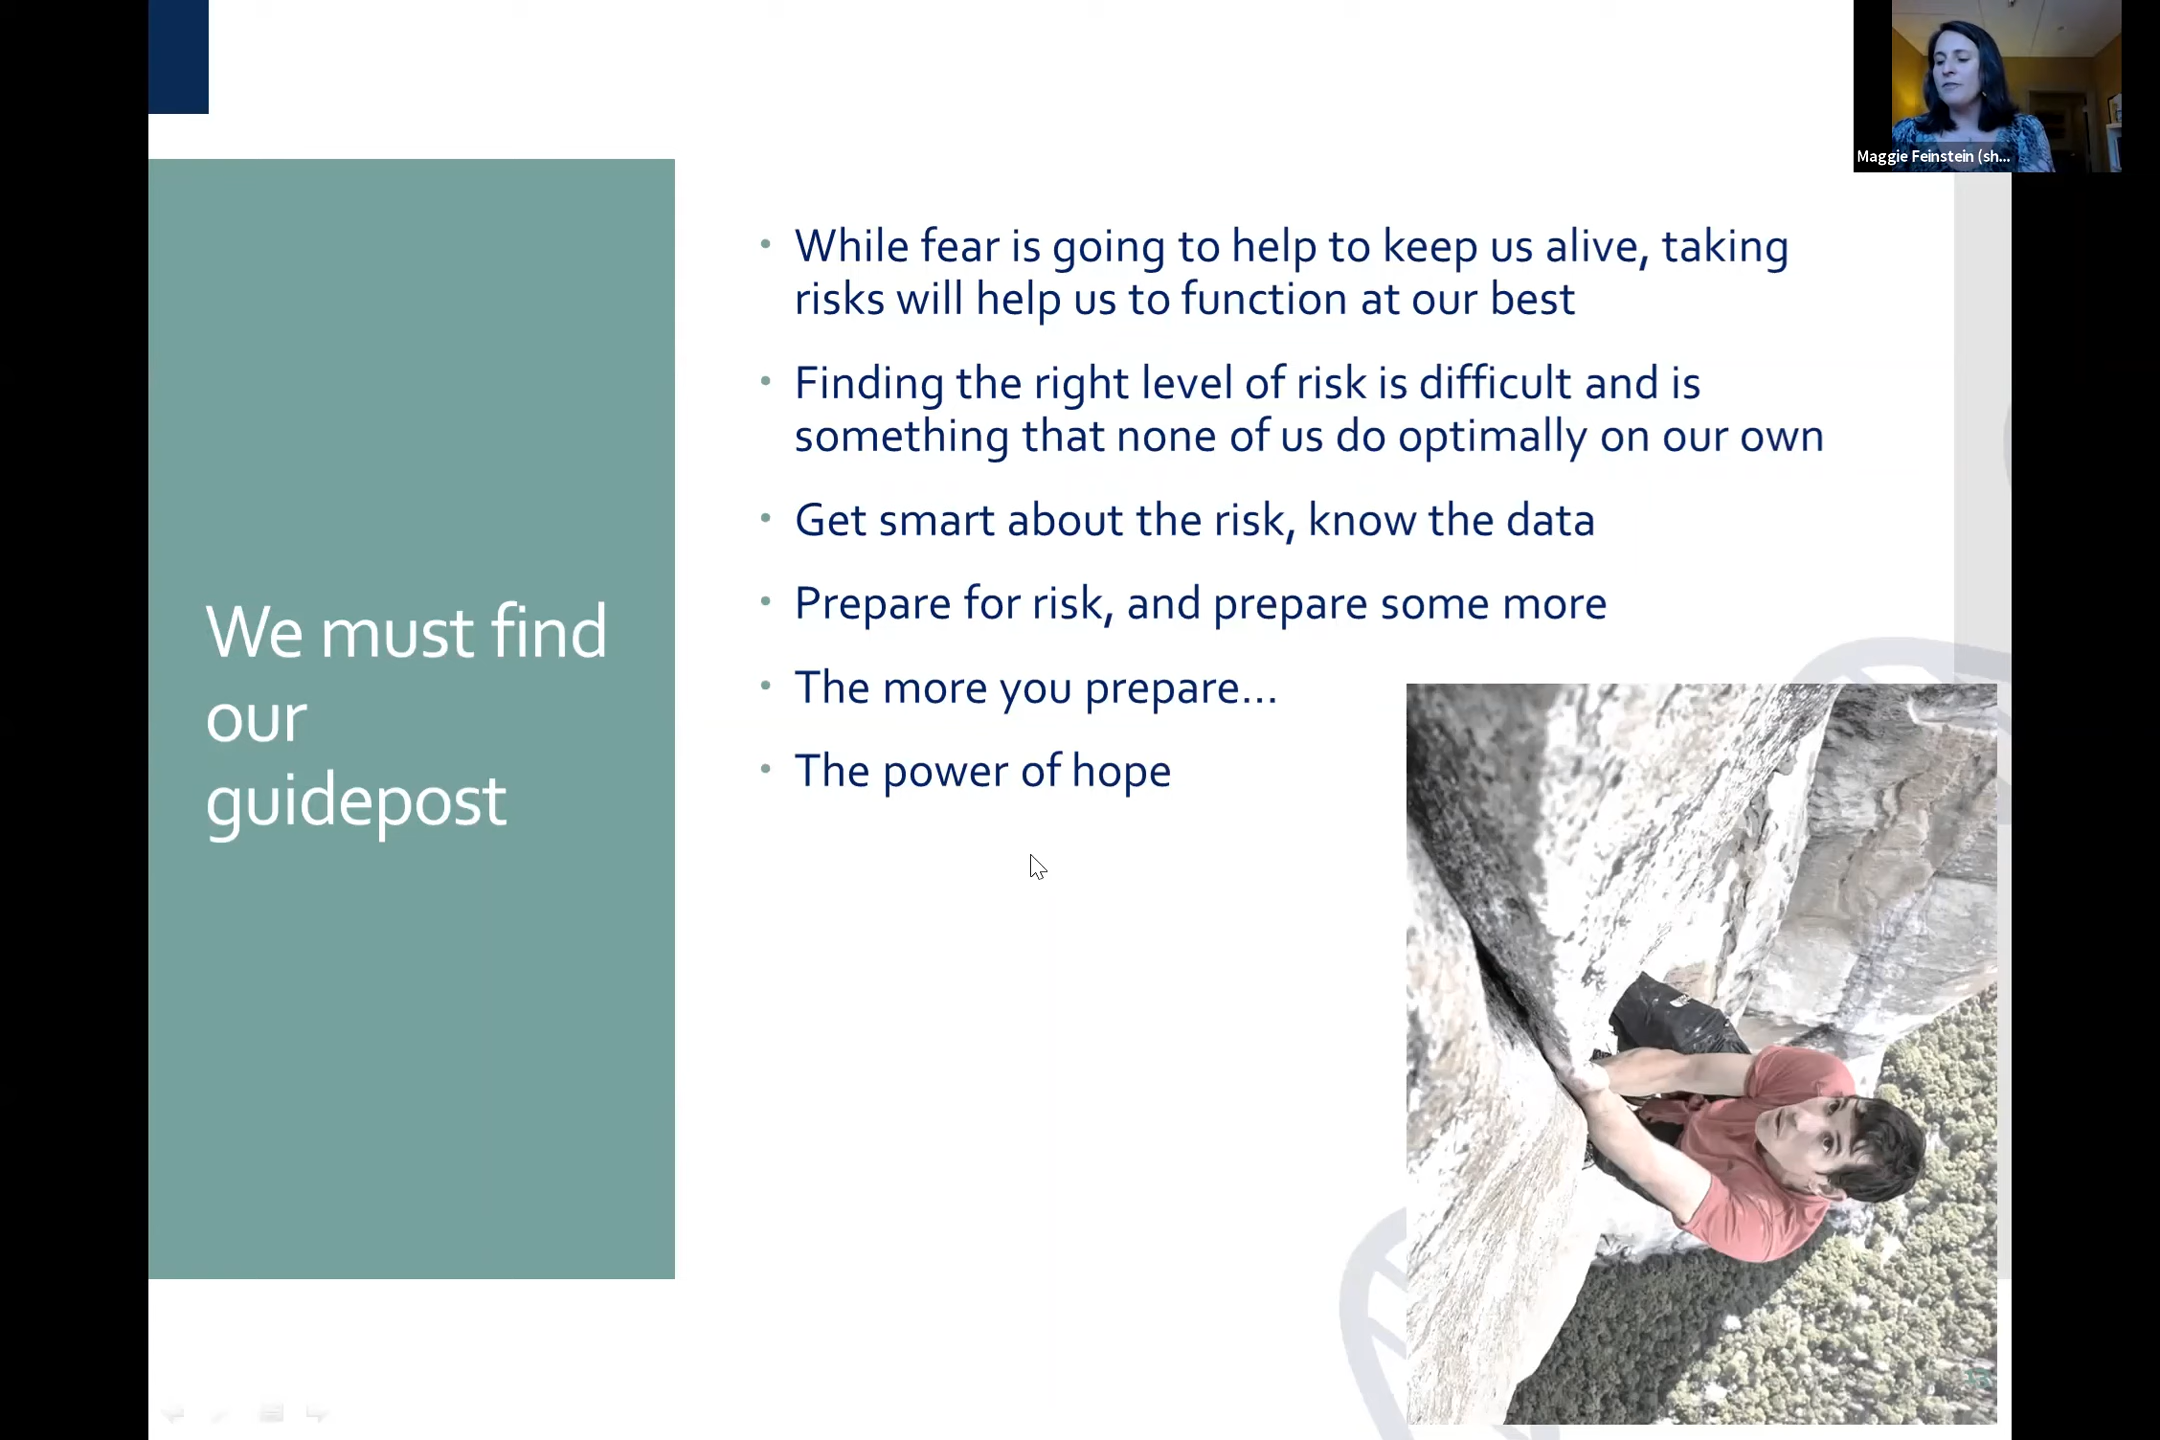 Maggie Feinstein (sh...
We must find
our
guidepost
• While fear is going to help to keep us alive, taking
risks will help us to function at our best
• Finding the right level of risk is difficult and is
something that none of us do optimally on our own
• Get smart about the risk, know the data
• Prepare for risk, and prepare some more
• The more you prepare...
• The power of hope